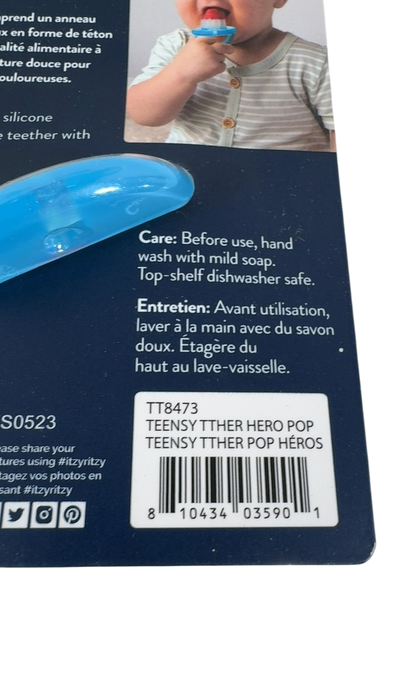 prend un anneau
x en forme de téton
alité alimentaire à
ture douce pour
ouloureuses.
silicone
e teether with
Care: Before use, hand
wash with mild soap.
Top-shelf dishwasher safe.
Entretien: Avant utilisation,
laver à la main avec du savon
doux. Étagère du
haut au lave-vaisselle.
S0523
ease share your
tures using #itzyritzy
tagez vos photos en
sant #itzyritzy
TT8473
TEENSY TTHER HERO POP
TEENSY TTHER POP HÉROS
8 10434 03590 1